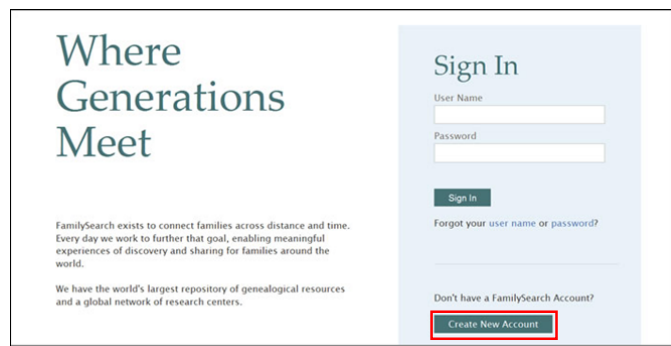 Where
Generations
Meet
FamilySearch exists to connect families across distance and time.
Every day we work to further that goal, enabling meaningful
experiences of discovery and sharing for families around the
world.
We have the world's largest repository of genealogical resources
and a global network of research centers.
Sign In
User Name
Password
Sign In
Forgot your user name or password?
Don't have a FamilySearch Account?
Create New Account